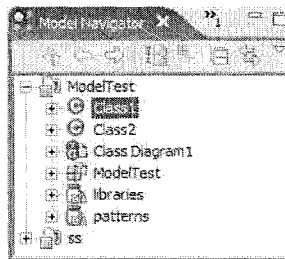 Model Navigator
ModelTest
Class1
Class2
Class Diagram1
ModelTest
libraries
patterns
ss